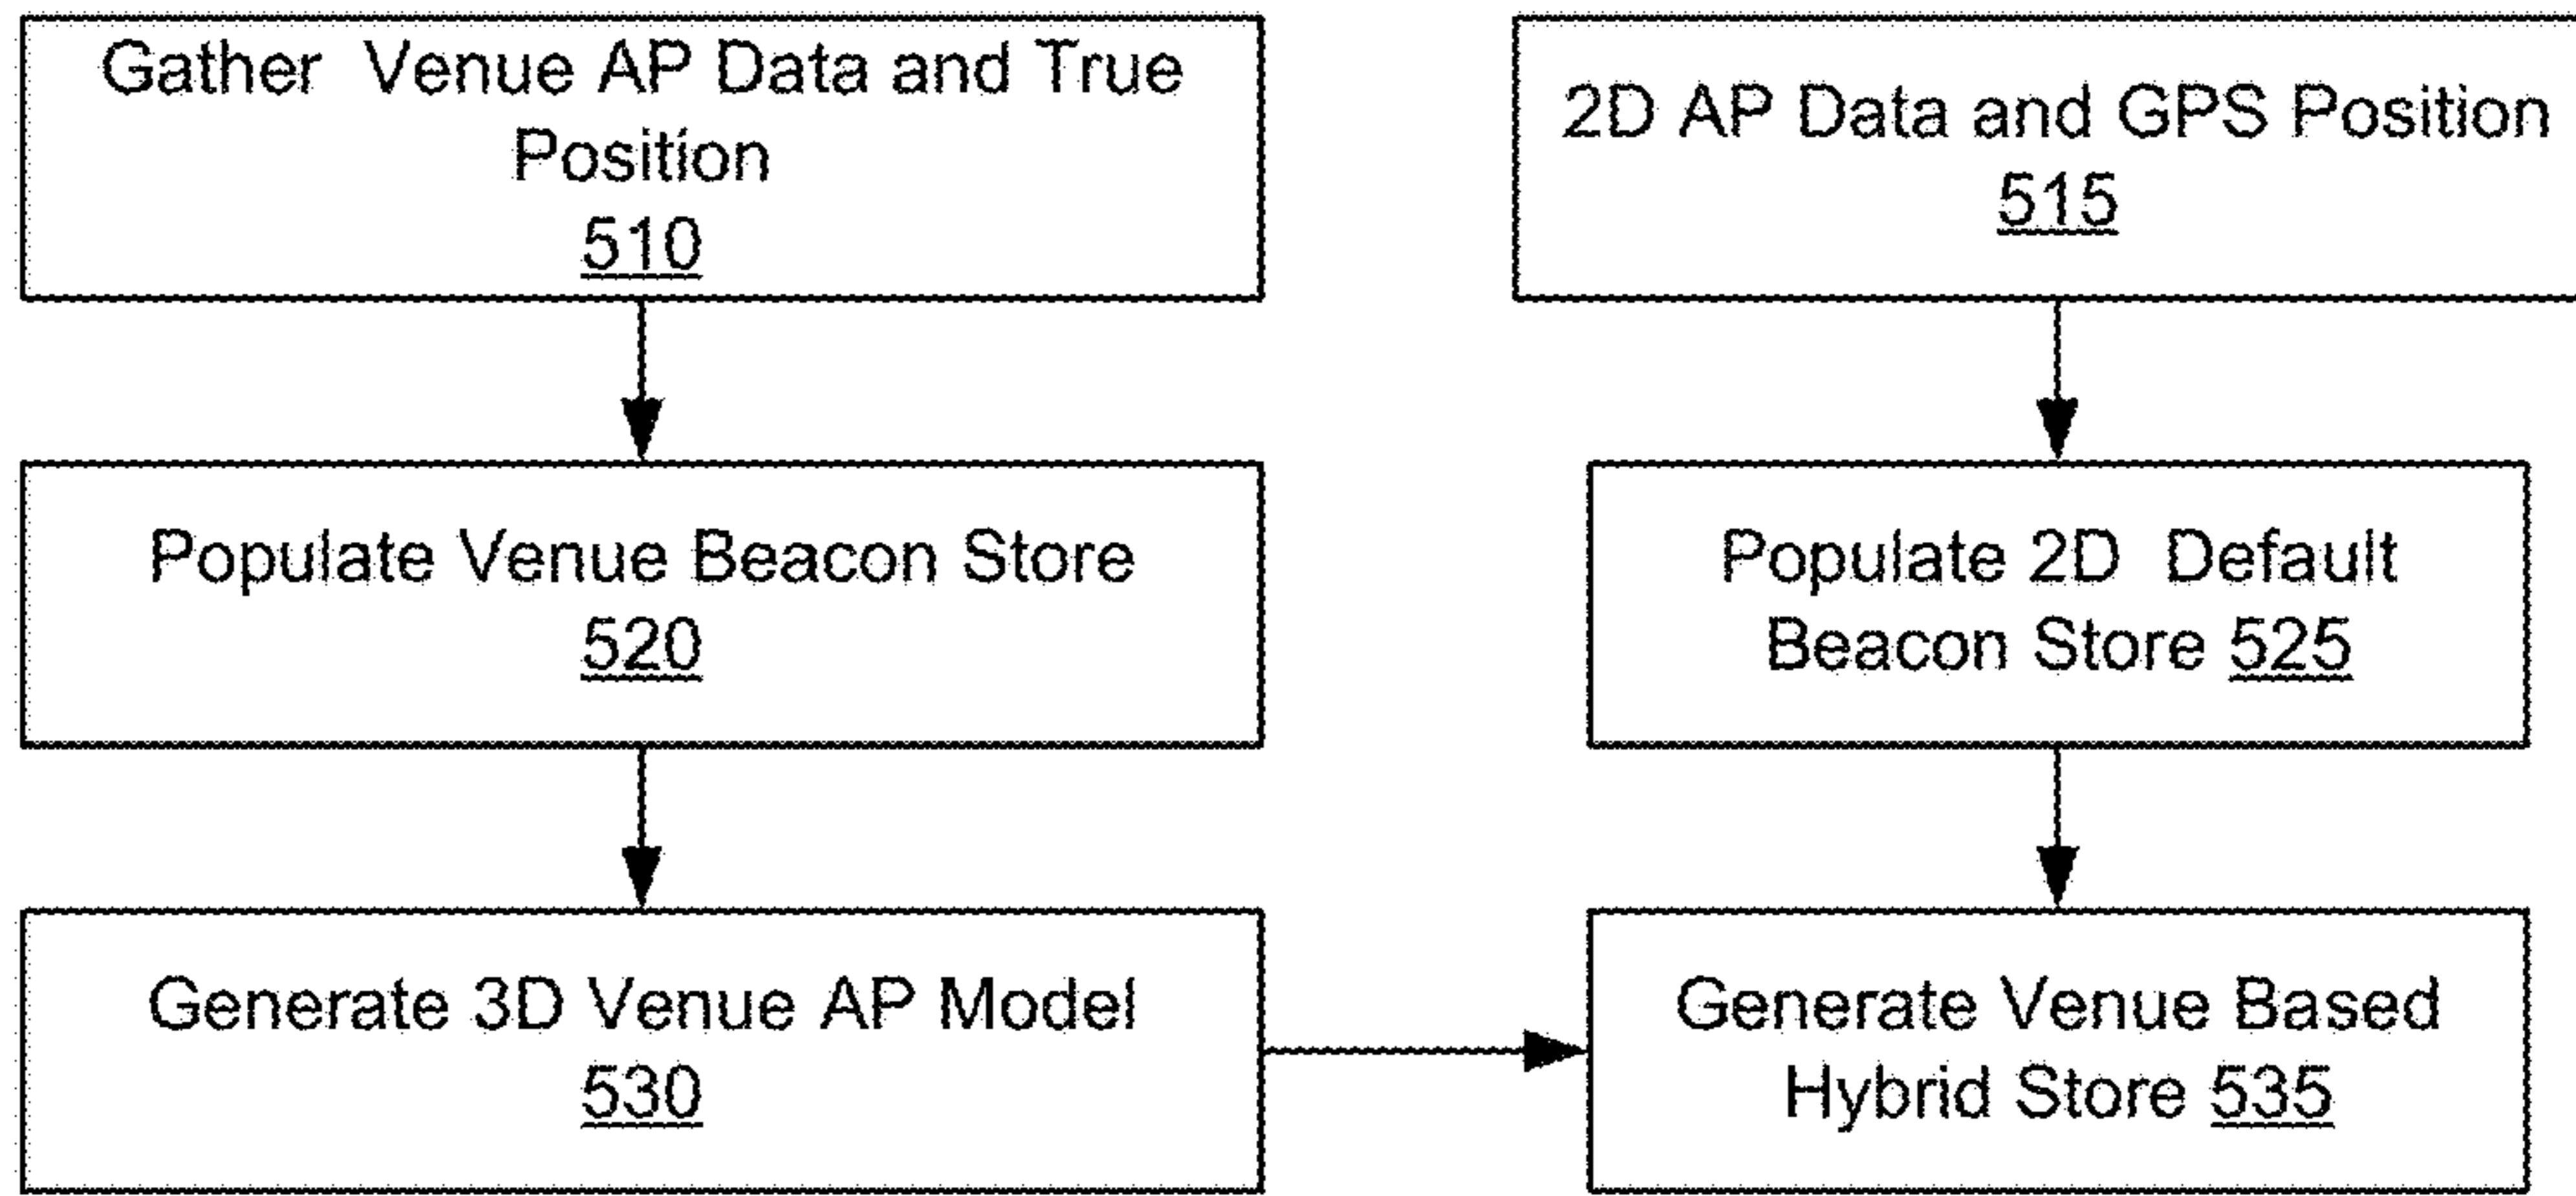 Gather Venue AP Data and True
Position
510
2D AP Data and GPS Position
515
Populate Venue Beacon Store
520
Populate 2D Default
Beacon Store 525
Generate 3D Venue AP Model
530
Generate Venue Based
Hybrid Store 535